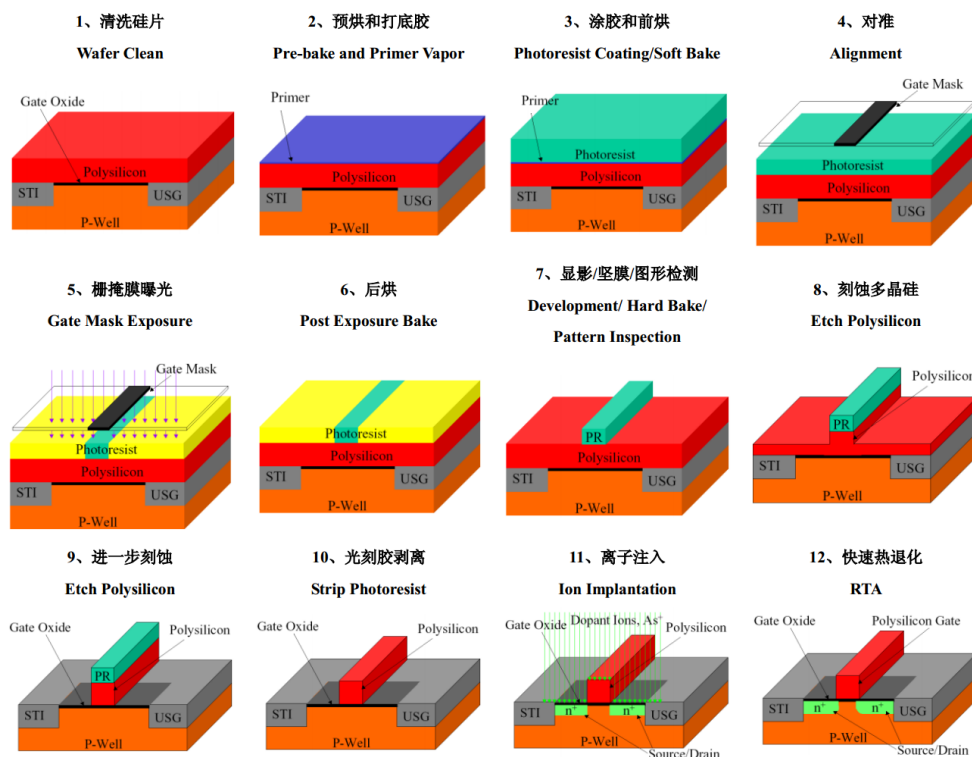 1、清洗硅片
Wafer Clean
Gate Oxide
Polysilicon
STI
USG
P-Well
2、预烘和打底胶
Pre-bake and Primer Vapor
Primer
Polysilicon
STI
USG
P-Well
3、涂胶和前烘
Photoresist Coating/Soft Bake
Primer
Photoresist
Polysilicon
STI
USG
P-Well
4、对准
Alignment
Gate Mask
Photoresist
Polysilicon
STI
USG
P-Well
5、栅掩膜曝光
Gate Mask Exposure
Gate Mask
Photoresist
Polysilicon
STI
USG
P-Well
6、后烘
Post Exposure Bake
Photoresist
Polysilicon
STI
USG
P-Well
7、显影/坚膜/图形检测
Development/ Hard Bake/
Pattern Inspection
PR
Polysilicon
STI
USG
P-Well
8、刻蚀多晶硅
Etch Polysilicon
Polysilicon
PR
STI
USG
P-Well
9、进一步刻蚀
Etch Polysilicon
Gate Oxide
Polysilicon
PR
STI
USG
P-Well
10、光刻胶剥离
Strip Photoresist
Gate Oxide
Polysilicon
STI
USG
P-Well
11、离子注入
Ion Implantation
Dopant Ions, As⁺
Gate Oxide
Polysilicon
STI
n⁺
n⁺
USG
P-Well
Source/Drain
12、快速热退化
RTA
Gate Oxide
Polysilicon Gate
STI
n⁺
n⁺
USG
P-Well
Source/Drain